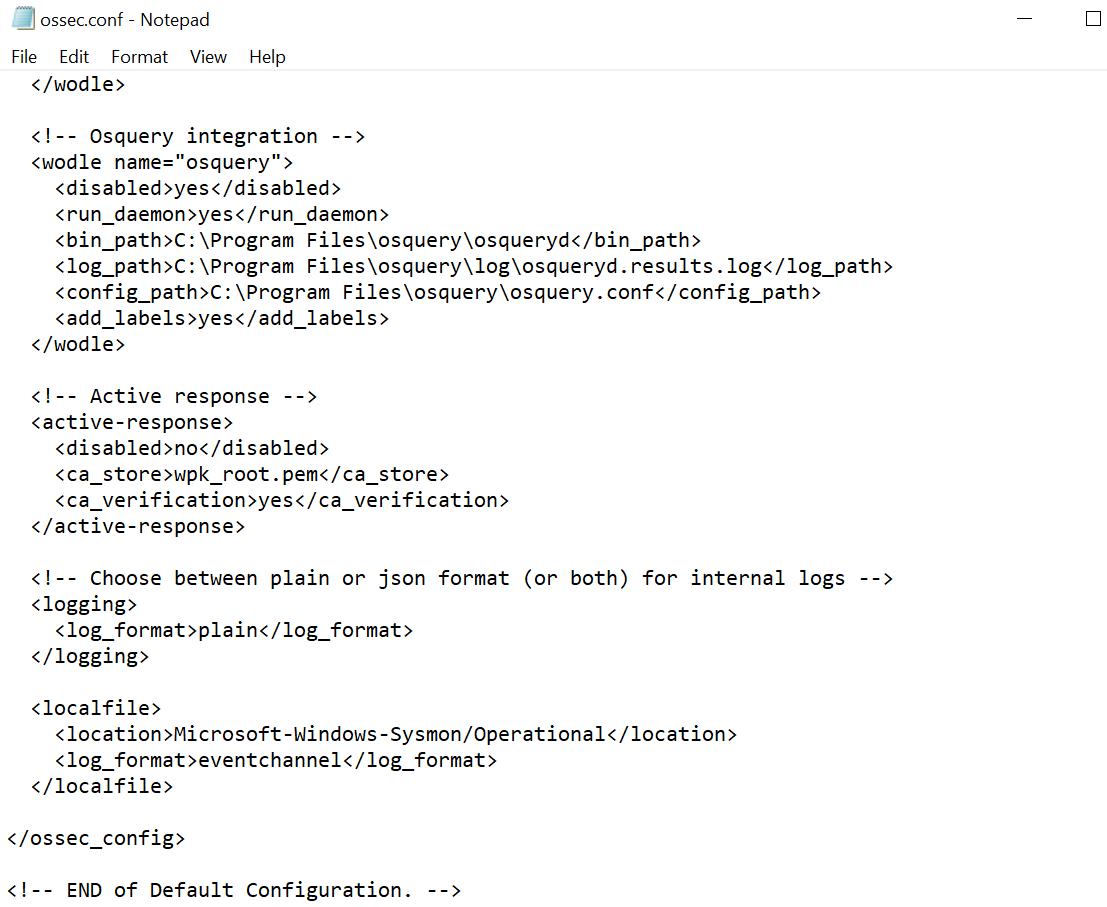 ossec.conf - Notepad
File Edit Format View Help
</wodle>
<!-- Osquery integration -->
<wodle name="osquery">
<disabled>yes</disabled>
<run_daemon>yes</run_daemon>
<bin_path>C:\Program Files\osquery\osqueryd</bin_path>
<log_path>C:\Program Files\osquery\log\osqueryd.results.log</log_path>
<config_path>C:\Program Files\osquery\osquery.conf</config_path>
<add_labels>yes</add_labels>
</wodle>
<!-- Active response -->
<active-response>
<disabled>no</disabled>
<ca_store>wpk_root.pem</ca_store>
<ca_verification>yes</ca_verification>
</active-response>
<!-- Choose between plain or json format (or both) for internal logs -->
<logging>
<log_format>plain</log_format>
</logging>
<localfile>
<location>Microsoft-Windows-Sysmon/Operational</location>
<log_format>eventchannel</log_format>
</localfile>
</ossec_config>
<!-- END of Default Configuration. -->